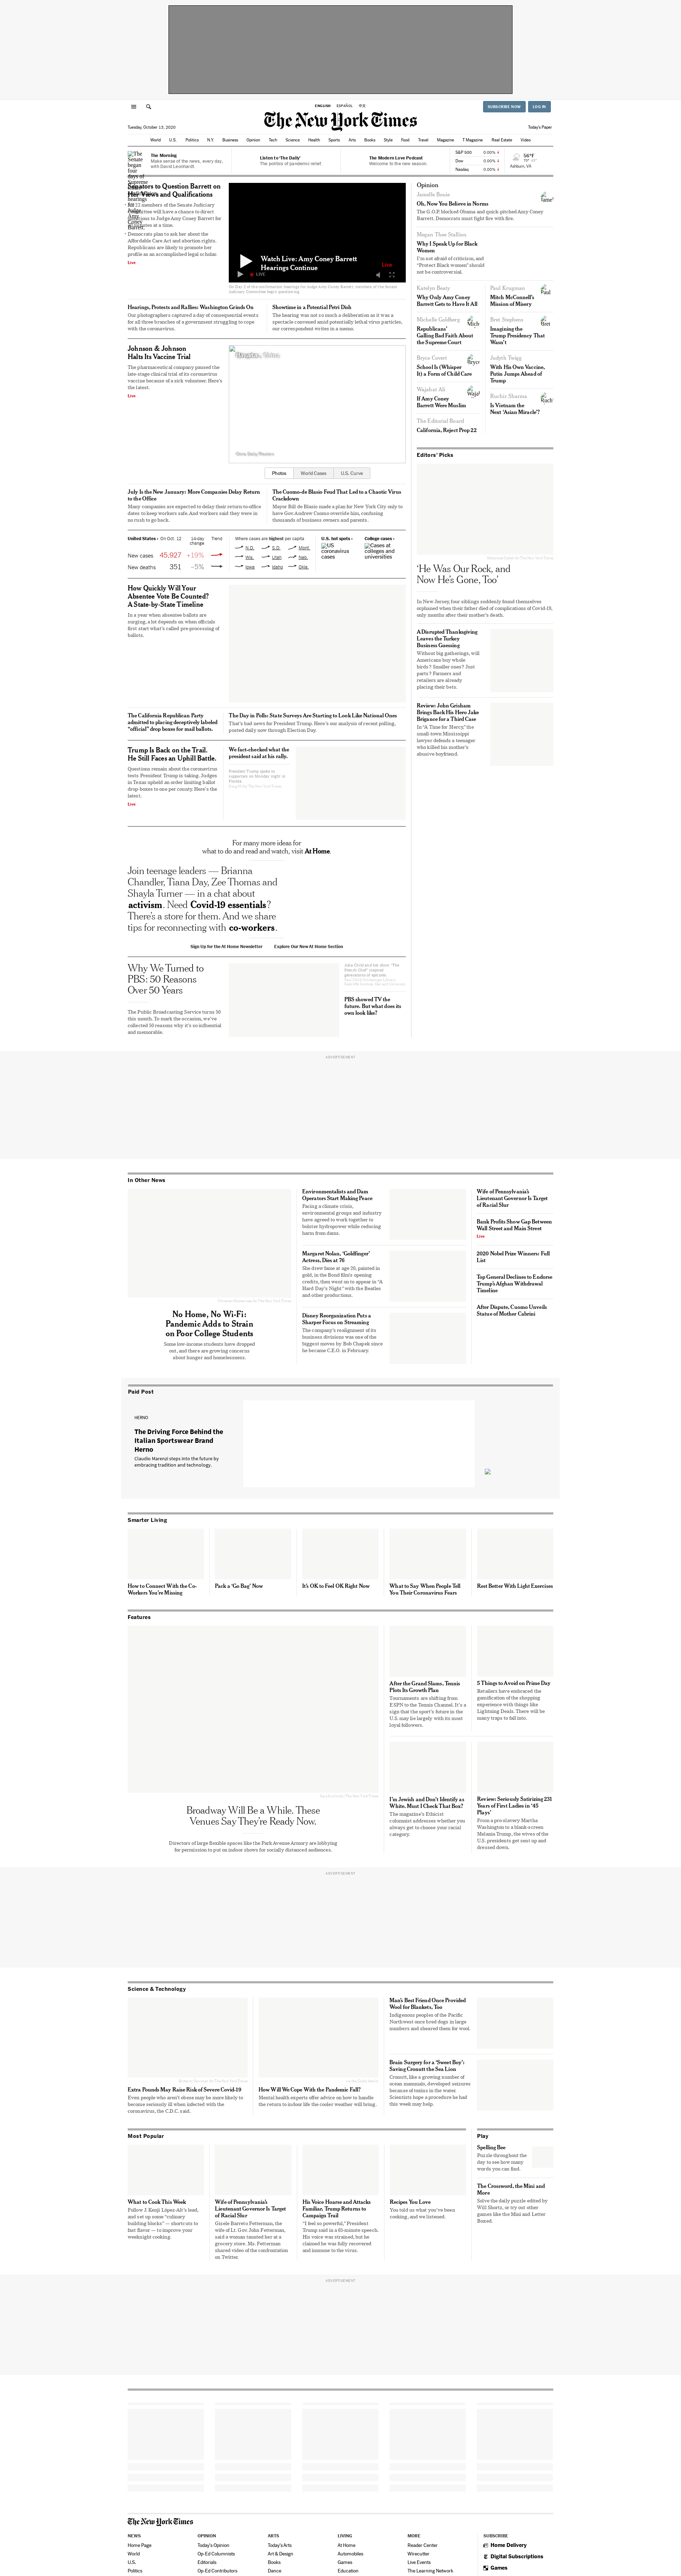 ENGLISH ESPAÑOL 中文
SUBSCRIBE NOW LOG IN
The New York Times
Tuesday, October 13, 2020
Today's Paper
World U.S. Politics N.Y. Business Opinion Tech Science Health Sports Arts Books Style Food Travel Magazine T Magazine Real Estate Video
The Morning
Make sense of the news, every day, with David Leonhardt.
Listen to 'The Daily'
The politics of pandemic relief
The Modern Love Podcast
Welcome to the new season.
S&P 500 0.00%
Dow 0.00%
Nasdaq 0.00%
56°F
Ashburn, VA
Senators to Question Barrett on
Her Views and Qualifications
Democrats plan to ask her about the
Affordable Care Act and abortion rights.
Republicans are likely to promote her
profile as an accomplished legal scholar.
Live
Watch Live: Amy Coney Barrett
Hearings Continue
Live
LIVE
Hearings, Protests and Rallies: Washington Grinds On
Our photographers captured a day of consequential events
for all three branches of a government struggling to cope
with the coronavirus.
Showtime in a Potential Petri Dish
The hearing was not so much a deliberation as it was a
spectacle rammed amid a potentially lethal virus particles,
our correspondent writes in a memo.
Johnson & Johnson
Halts Its Vaccine Trial
The pharmaceutical company paused the
late-stage clinical trial of its coronavirus
vaccine because of a sick volunteer. Here's
the latest.
Live
Photos World Cases U.S. Curve
July Is the New January: More Companies Delay Return
to the Office
Many companies are expected to delay their return-to-office
dates to next summer. And workers said they were in
no rush to go back.
The Cuomo-de Blasio Feud That Led to a Chaotic Virus
Crackdown
Mayor Bill de Blasio made a plan for New York City only to
have Gov. Andrew Cuomo override him, confusing
thousands of business owners and parents.
United States › On Oct. 12 14-day change Trend
New cases 45,927 +19%
New deaths 351 –5%
Where cases are highest per capita
N.D. S.D. Mont.
Wis. Utah Neb.
Iowa Idaho Okla.
U.S. hot spots ›
US coronavirus cases
College cases ›
Cases at colleges and universities
How Quickly Will Your
Absentee Vote Be Counted?
A State-by-State Timeline
In a year when absentee ballots are
surging, a lot depends on when officials
first start what's called pre-processing of
ballots.
The California Republican Party
admitted to placing deceptively labeled
"official" drop boxes for mail ballots.
The Day in Polls: State Surveys Are Starting to Look Like National Ones
That's bad news for President Trump. Here's our analysis of recent polling,
posted daily now through Election Day.
Trump Is Back on the Trail.
He Still Faces an Uphill Battle.
Questions remain about the coronavirus
tests President Trump is taking. Judges
in Texas upheld an order limiting ballot
drop-boxes to one per county. Here's the
latest.
Live
We fact-checked what the
president said at his rally.
For many more ideas for
what to do and read and watch, visit At Home.
Join teenage leaders — Brianna
Chandler, Tiana Day, Zee Thomas and
Shayla Turner — in a chat about
activism. Need Covid-19 essentials?
There's a store for them. And we share
tips for reconnecting with co-workers.
Sign Up for the At Home Newsletter Explore Our New At Home Section
Why We Turned to
PBS: 50 Reasons
Over 50 Years
The Public Broadcasting Service turns 50
this month. To mark the occasion, we've
collected 50 reasons why it's so influential
and memorable.
PBS showed TV the
future. But what does its
own look like?
Opinion
Jamelle Bouie
Oh, Now You Believe in Norms
The G.O.P. blocked Obama and quick-pitched Amy Coney
Barrett. Democrats must fight fire with fire.
Megan Thee Stallion
Why I Speak Up for Black
Women
I'm not afraid of criticism, and
"Protect Black women" should
not be controversial.
Katelyn Beaty
Why Only Amy Coney
Barrett Gets to Have It All
Paul Krugman
Mitch McConnell's
Mission of Misery
Michelle Goldberg
Republicans'
Galling Bad Faith About
the Supreme Court
Bret Stephens
Imagining the
Trump Presidency That
Wasn't
Bryce Covert
School Is (Whisper
It) a Form of Child Care
Judyth Twigg
With His Own Vaccine,
Putin Jumps Ahead of
Trump
Wajahat Ali
If Amy Coney
Barrett Were Muslim
Ruchir Sharma
Is Vietnam the
Next 'Asian Miracle'?
The Editorial Board
California, Reject Prop 22
Editors' Picks
'He Was Our Rock, and
Now He's Gone, Too'
In New Jersey, four siblings suddenly found themselves
orphaned when their father died of complications of Covid-19,
only months after their mother's death.
A Disrupted Thanksgiving
Leaves the Turkey
Business Guessing
Without big gatherings, will
Americans buy whole
birds? Smaller ones? Just
parts? Farmers and
retailers are already
placing their bets.
Review: John Grisham
Brings Back His Hero Jake
Brigance for a Third Case
In "A Time for Mercy," the
small-town Mississippi
lawyer defends a teenager
who killed his mother's
abusive boyfriend.
ADVERTISEMENT
In Other News
No Home, No Wi-Fi:
Pandemic Adds to Strain
on Poor College Students
Some low-income students have dropped
out, and there are growing concerns
about hunger and homelessness.
Environmentalists and Dam
Operators Start Making Peace
Facing a climate crisis,
environmental groups and industry
have agreed to work together to
bolster hydropower while reducing
harm from dams.
Margaret Nolan, 'Goldfinger'
Actress, Dies at 76
She drew fame at age 20, painted in
gold, in the Bond film's opening
credits, then went on to appear in "A
Hard Day's Night" with the Beatles
and other productions.
Disney Reorganization Puts a
Sharper Focus on Streaming
The company's realignment of its
business divisions was one of the
biggest moves by Bob Chapek since
he became C.E.O. in February.
Wife of Pennsylvania's
Lieutenant Governor Is Target
of Racial Slur
Bank Profits Show Gap Between
Wall Street and Main Street
Live
2020 Nobel Prize Winners: Full
List
Top General Declines to Endorse
Trump's Afghan Withdrawal
Timeline
After Dispute, Cuomo Unveils
Statue of Mother Cabrini
Paid Post
HERNO
The Driving Force Behind the
Italian Sportswear Brand
Herno
Claudio Marenzi steps into the future by
embracing tradition and technology.
Smarter Living
How to Connect With the Co-
Workers You're Missing
Pack a 'Go Bag' Now
It's OK to Feel OK Right Now
What to Say When People Tell
You Their Coronavirus Fears
Rest Better With Light Exercises
Features
Broadway Will Be a While. These
Venues Say They're Ready Now.
Directors of large flexible spaces like the Park Avenue Armory are lobbying
for permission to put on indoor shows for socially distanced audiences.
After the Grand Slams, Tennis
Plots Its Growth Plan
Tournaments are shifting from
ESPN to the Tennis Channel. It's a
sign that the sport's future in the
U.S. may lie largely with its most
loyal followers.
5 Things to Avoid on Prime Day
Retailers have embraced the
gamification of the shopping
experience with things like
Lightning Deals. There will be
many traps to fall into.
I'm Jewish and Don't Identify as
White. Must I Check That Box?
The magazine's Ethicist
columnist addresses whether you
always get to choose your racial
category.
Review: Seriously Satirizing 231
Years of First Ladies in '45
Plays'
From a pro-slavery Martha
Washington to a blank-screen
Melania Trump, the wives of the
U.S. presidents get sent up and
dressed down.
ADVERTISEMENT
Science & Technology
Extra Pounds May Raise Risk of Severe Covid-19
Even people who aren't obese may be more likely to
become seriously ill when infected with the
coronavirus, the C.D.C. said.
How Will We Cope With the Pandemic Fall?
Mental health experts offer advice on how to handle
the return to indoor life the cooler weather will bring.
Man's Best Friend Once Provided
Wool for Blankets, Too
Indigenous peoples of the Pacific
Northwest once bred dogs in large
numbers and sheared them for wool.
Brain Surgery for a 'Sweet Boy':
Saving Cronutt the Sea Lion
Cronutt, like a growing number of
ocean mammals, developed seizures
because of toxins in the water.
Scientists hope a procedure he had
this week may help.
Most Popular
What to Cook This Week
Follow J. Kenji López-Alt's lead,
and set up some "culinary
building blocks" — shortcuts to
fast flavor — to improve your
weeknight cooking.
Wife of Pennsylvania's
Lieutenant Governor Is Target
of Racial Slur
Gisele Barreto Fetterman, the
wife of Lt. Gov. John Fetterman,
said a woman taunted her at a
grocery store. Ms. Fetterman
shared video of the confrontation
on Twitter.
His Voice Hoarse and Attacks
Familiar, Trump Returns to
Campaign Trail
"I feel so powerful," President
Trump said in a 65-minute speech.
His voice was strained, but he
claimed he was fully recovered
and immune to the virus.
Recipes You Love
You told us what you've been
cooking, and we listened.
Play
Spelling Bee
Puzzle throughout the
day to see how many
words you can find.
The Crossword, the Mini and
More
Solve the daily puzzle edited by
Will Shortz, or try out other
games like the Mini and Letter
Boxed.
ADVERTISEMENT
The New York Times
NEWS
Home Page
World
U.S.
Politics
OPINION
Today's Opinion
Op-Ed Columnists
Editorials
Op-Ed Contributors
ARTS
Today's Arts
Art & Design
Books
Dance
LIVING
At Home
Automobiles
Games
Education
MORE
Reader Center
Wirecutter
Live Events
The Learning Network
SUBSCRIBE
Home Delivery
Digital Subscriptions
Games